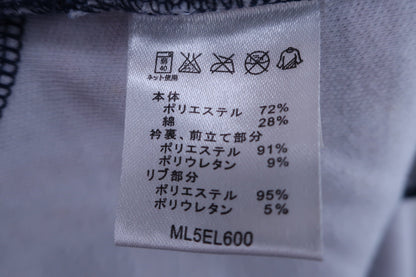 弱
40
ネット使用
本体
ポリエステル 72%
綿 28%
衿裏、前立て部分
ポリエステル 91%
ポリウレタン 9%
リブ部分
ポリエステル 95%
ポリウレタン 5%
ML5EL600